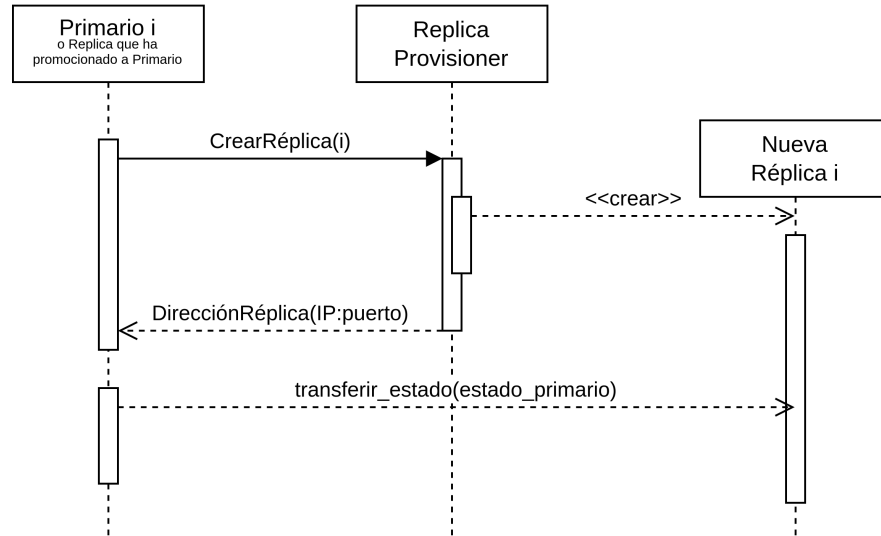 Primario i
o Replica que ha
promocionado a Primario
Replica
Provisioner
Nueva
Réplica i
CrearRéplica(i)
<<crear>>
DirecciónRéplica(IP:puerto)
transferir_estado(estado_primario)